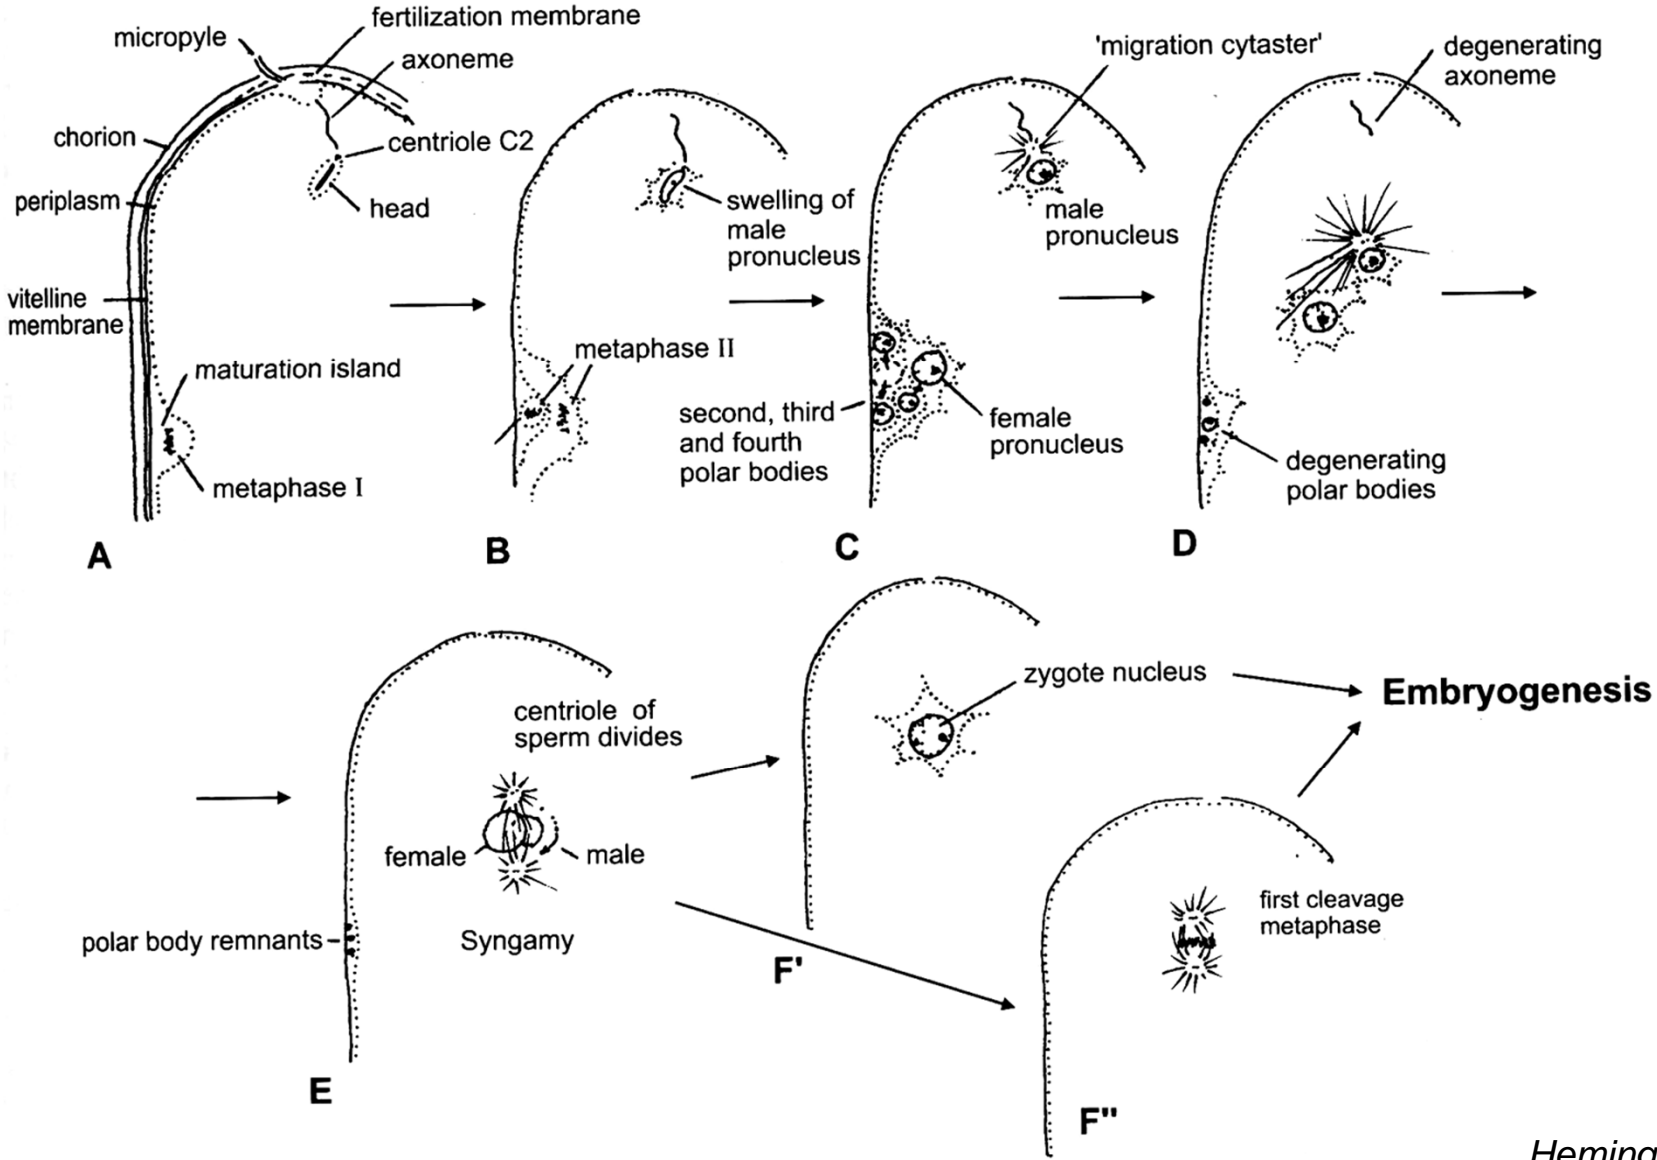 fertilization membrane
micropyle
axoneme
chorion
centriole C2
periplasm
head
vitelline
membrane
maturation island
metaphase I
A
swelling of
male
pronucleus
metaphase II
B
'migration cytaster'
male
pronucleus
second, third
and fourth
polar bodies
female
pronucleus
C
degenerating
axoneme
degenerating
polar bodies
D
centriole of
sperm divides
female
male
polar body remnants
Syngamy
E
zygote nucleus
F'
Embryogenesis
first cleavage
metaphase
F"